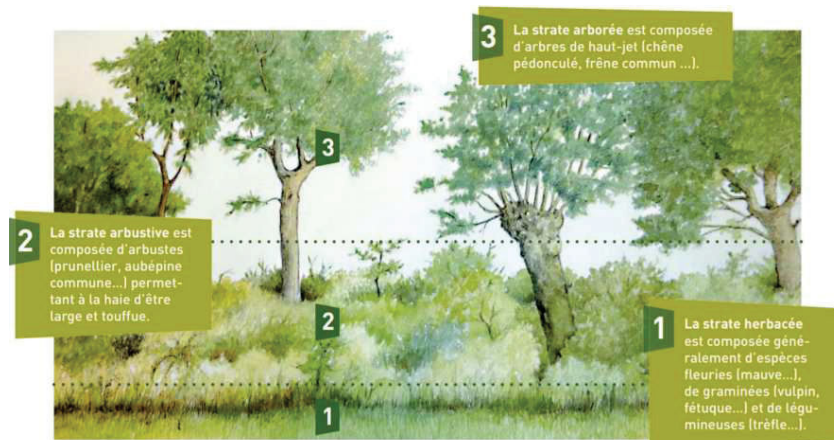 3
La strate arborée est composée
d'arbres de haut-jet (chêne
pédonculé, frêne commun ...).
3
2
La strate arbustive est
composée d'arbustes
(prunellier, aubépine
commune...) permet-
tant à la haie d'être
large et touffue.
2
1
La strate herbacée
est composée géné-
ralement d'espèces
fleuries (mauve...),
de graminées (vulpin,
fétuque...) et de légu-
mineuses (trèfle...).
1